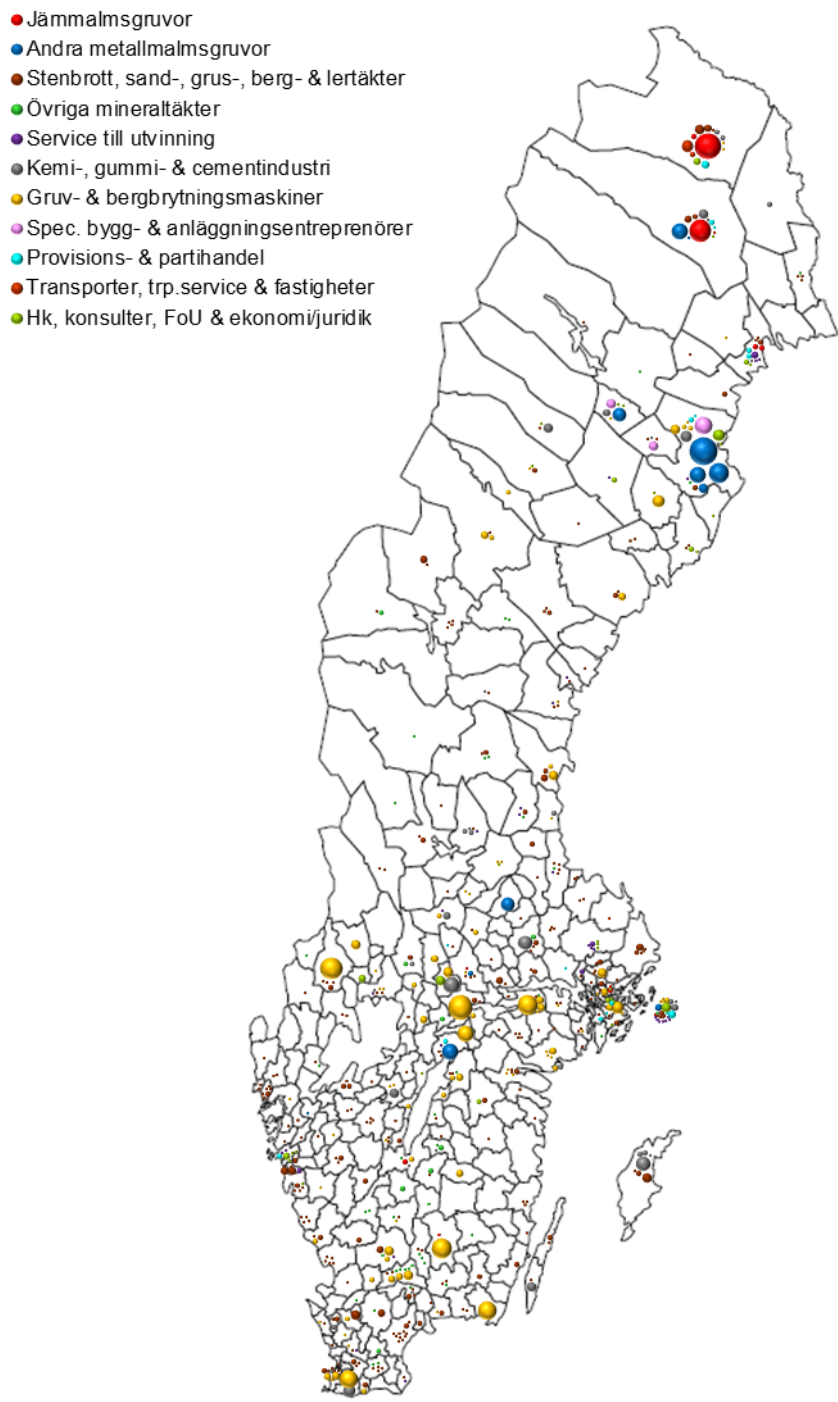 Järnmalmsgruvor
Andra metallmalmsgruvor
Stenbrott, sand-, grus-, berg- & lertäkter
Övriga mineraltäkter
Service till utvinning
Kemi-, gummi- & cementindustri
Gruv- & bergbrytningsmaskiner
Spec. bygg- & anläggningsentreprenörer
Provisions- & partihandel
Transporter, trp.service & fastigheter
Hk, konsulter, FoU & ekonomi/juridik